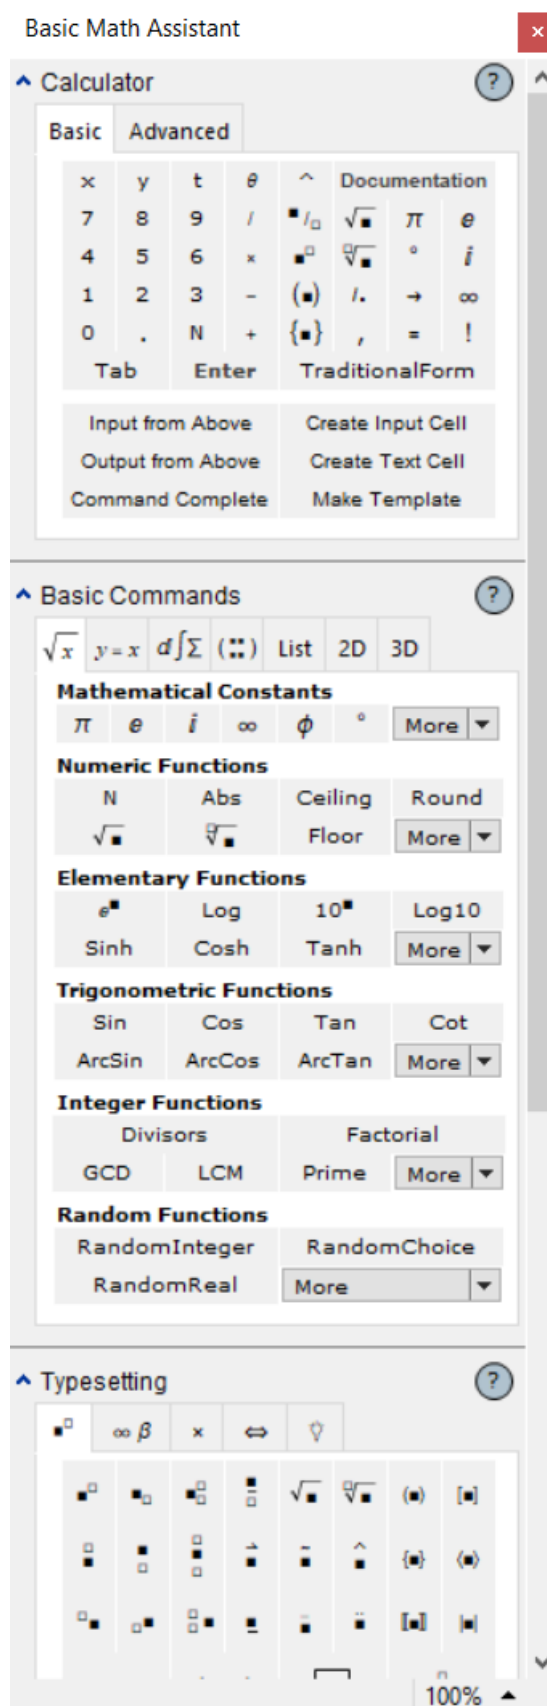 Basic Math Assistant
×
Calculator ?
Basic Advanced
x y t θ ^ Documentation
7 8 9 / ■/□ √■ π e
4 5 6 × ■^□ □√■ ° i
1 2 3 − (■) /. → ∞
0 . N + {■} , = !
Tab Enter TraditionalForm
Input from Above Create Input Cell
Output from Above Create Text Cell
Command Complete Make Template
Basic Commands ?
√x y = x d∫Σ (∷) List 2D 3D
Mathematical Constants
π e i ∞ ϕ ° More
Numeric Functions
N Abs Ceiling Round
√■ □√■ Floor More
Elementary Functions
e^■ Log 10^■ Log10
Sinh Cosh Tanh More
Trigonometric Functions
Sin Cos Tan Cot
ArcSin ArcCos ArcTan More
Integer Functions
Divisors Factorial
GCD LCM Prime More
Random Functions
RandomInteger RandomChoice
RandomReal More
Typesetting ?
■^□ ∞ β × ⇔
√■ □√■ (■) [■]
{■} ⟨■⟩
⟦■⟧ |■|
100%